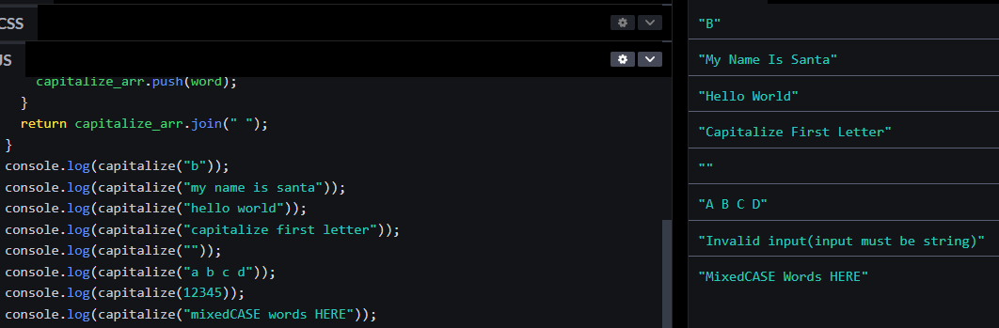 CSS
JS
capitalize_arr.push(word);
}
return capitalize_arr.join(" ");
}
console.log(capitalize("b"));
console.log(capitalize("my name is santa"));
console.log(capitalize("hello world"));
console.log(capitalize("capitalize first letter"));
console.log(capitalize(""));
console.log(capitalize("a b c d"));
console.log(capitalize(12345));
console.log(capitalize("mixedCASE words HERE"));
"B"
"My Name Is Santa"
"Hello World"
"Capitalize First Letter"
""
"A B C D"
"Invalid input(input must be string)"
"MixedCASE Words HERE"